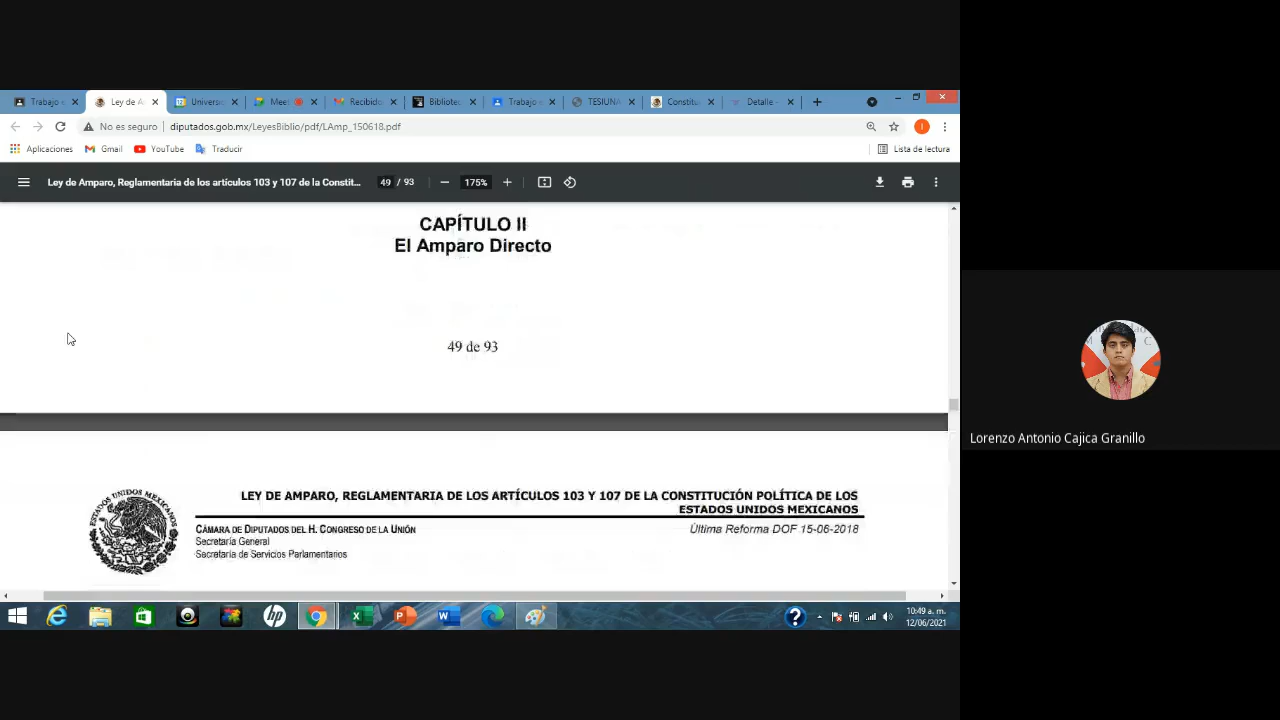 Trabajo e
Ley de A
Universi
Meet
Recibido
Bibliotec
Trabajo e
TESIUNA
Constitu
Detalle -
No es seguro | diputados.gob.mx/LeyesBiblio/pdf/LAmp_150618.pdf
Aplicaciones
Gmail
YouTube
Traducir
Lista de lectura
Ley de Amparo, Reglamentaria de los artículos 103 y 107 de la Constit...
49 / 93
175%
CAPÍTULO II
El Amparo Directo
49 de 93
LEY DE AMPARO, REGLAMENTARIA DE LOS ARTÍCULOS 103 Y 107 DE LA CONSTITUCIÓN POLÍTICA DE LOS
ESTADOS UNIDOS MEXICANOS
CÁMARA DE DIPUTADOS DEL H. CONGRESO DE LA UNIÓN
Última Reforma DOF 15-06-2018
Secretaría General
Secretaría de Servicios Parlamentarios
ESTADOS UNIDOS MEXICANOS
Lorenzo Antonio Cajica Granillo
10:49 a. m.
12/06/2021